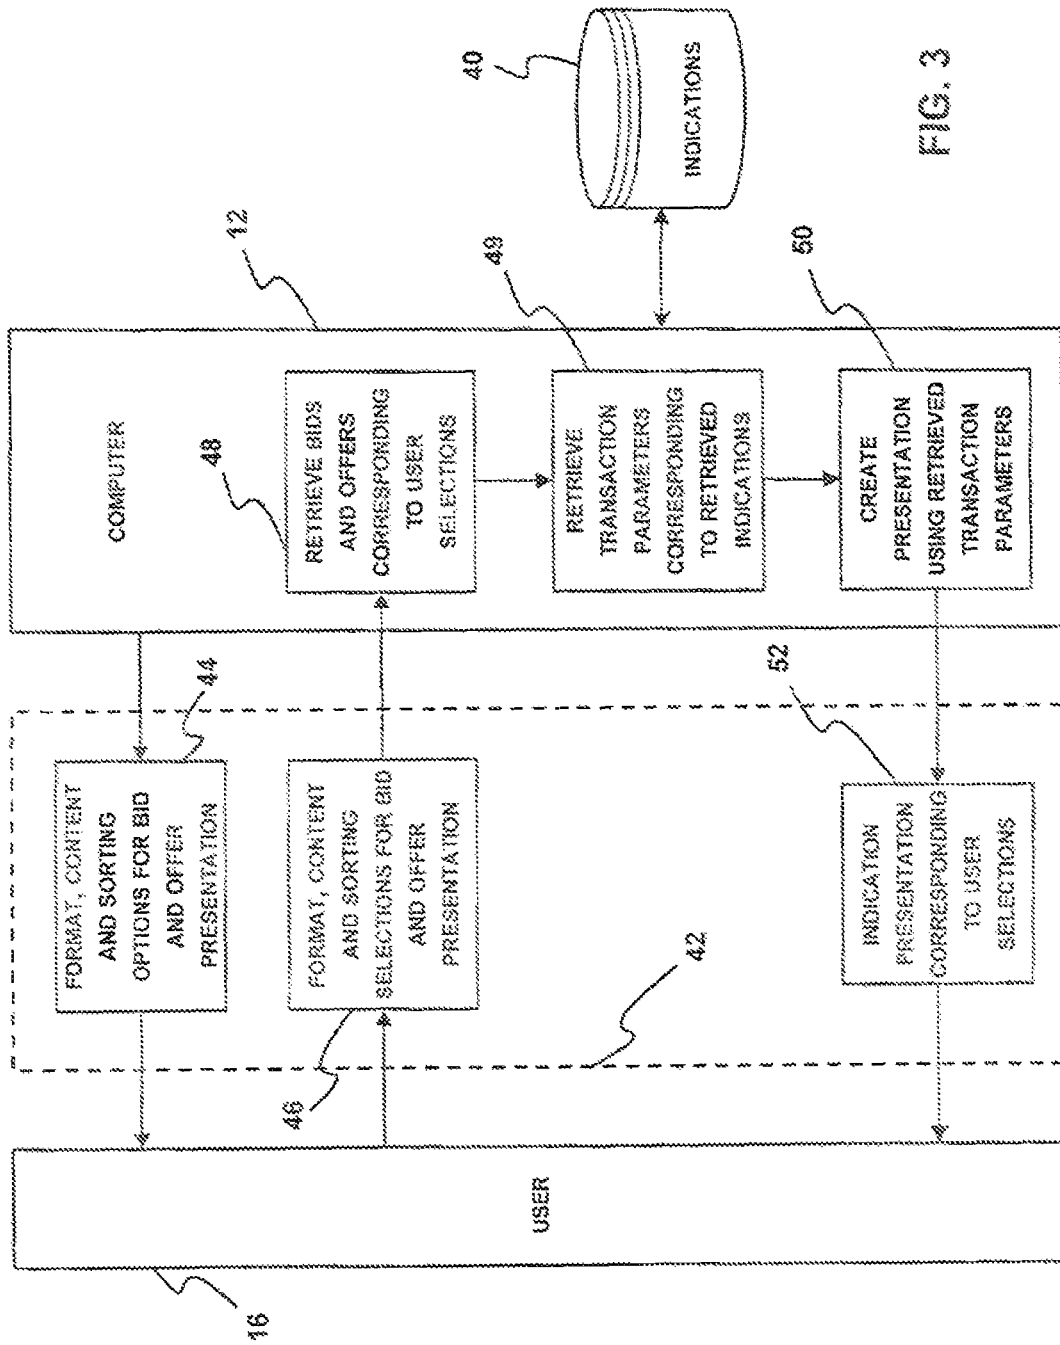 16
USER
42
44
FORMAT, CONTENT
AND SORTING
OPTIONS FOR BID
AND OFFER
PRESENTATION
46
FORMAT, CONTENT
AND SORTING
SELECTIONS FOR BID
AND OFFER
PRESENTATION
52
INDICATION
PRESENTATION
CORRESPONDING
TO USER
SELECTIONS
12
COMPUTER
48
RETRIEVE BIDS
AND OFFERS
CORRESPONDING
TO USER
SELECTIONS
49
RETRIEVE
TRANSACTION
PARAMETERS
CORRESPONDING
TO RETRIEVED
INDICATIONS
50
CREATE
PRESENTATION
USING RETRIEVED
TRANSACTION
PARAMETERS
40
INDICATIONS
FIG. 3